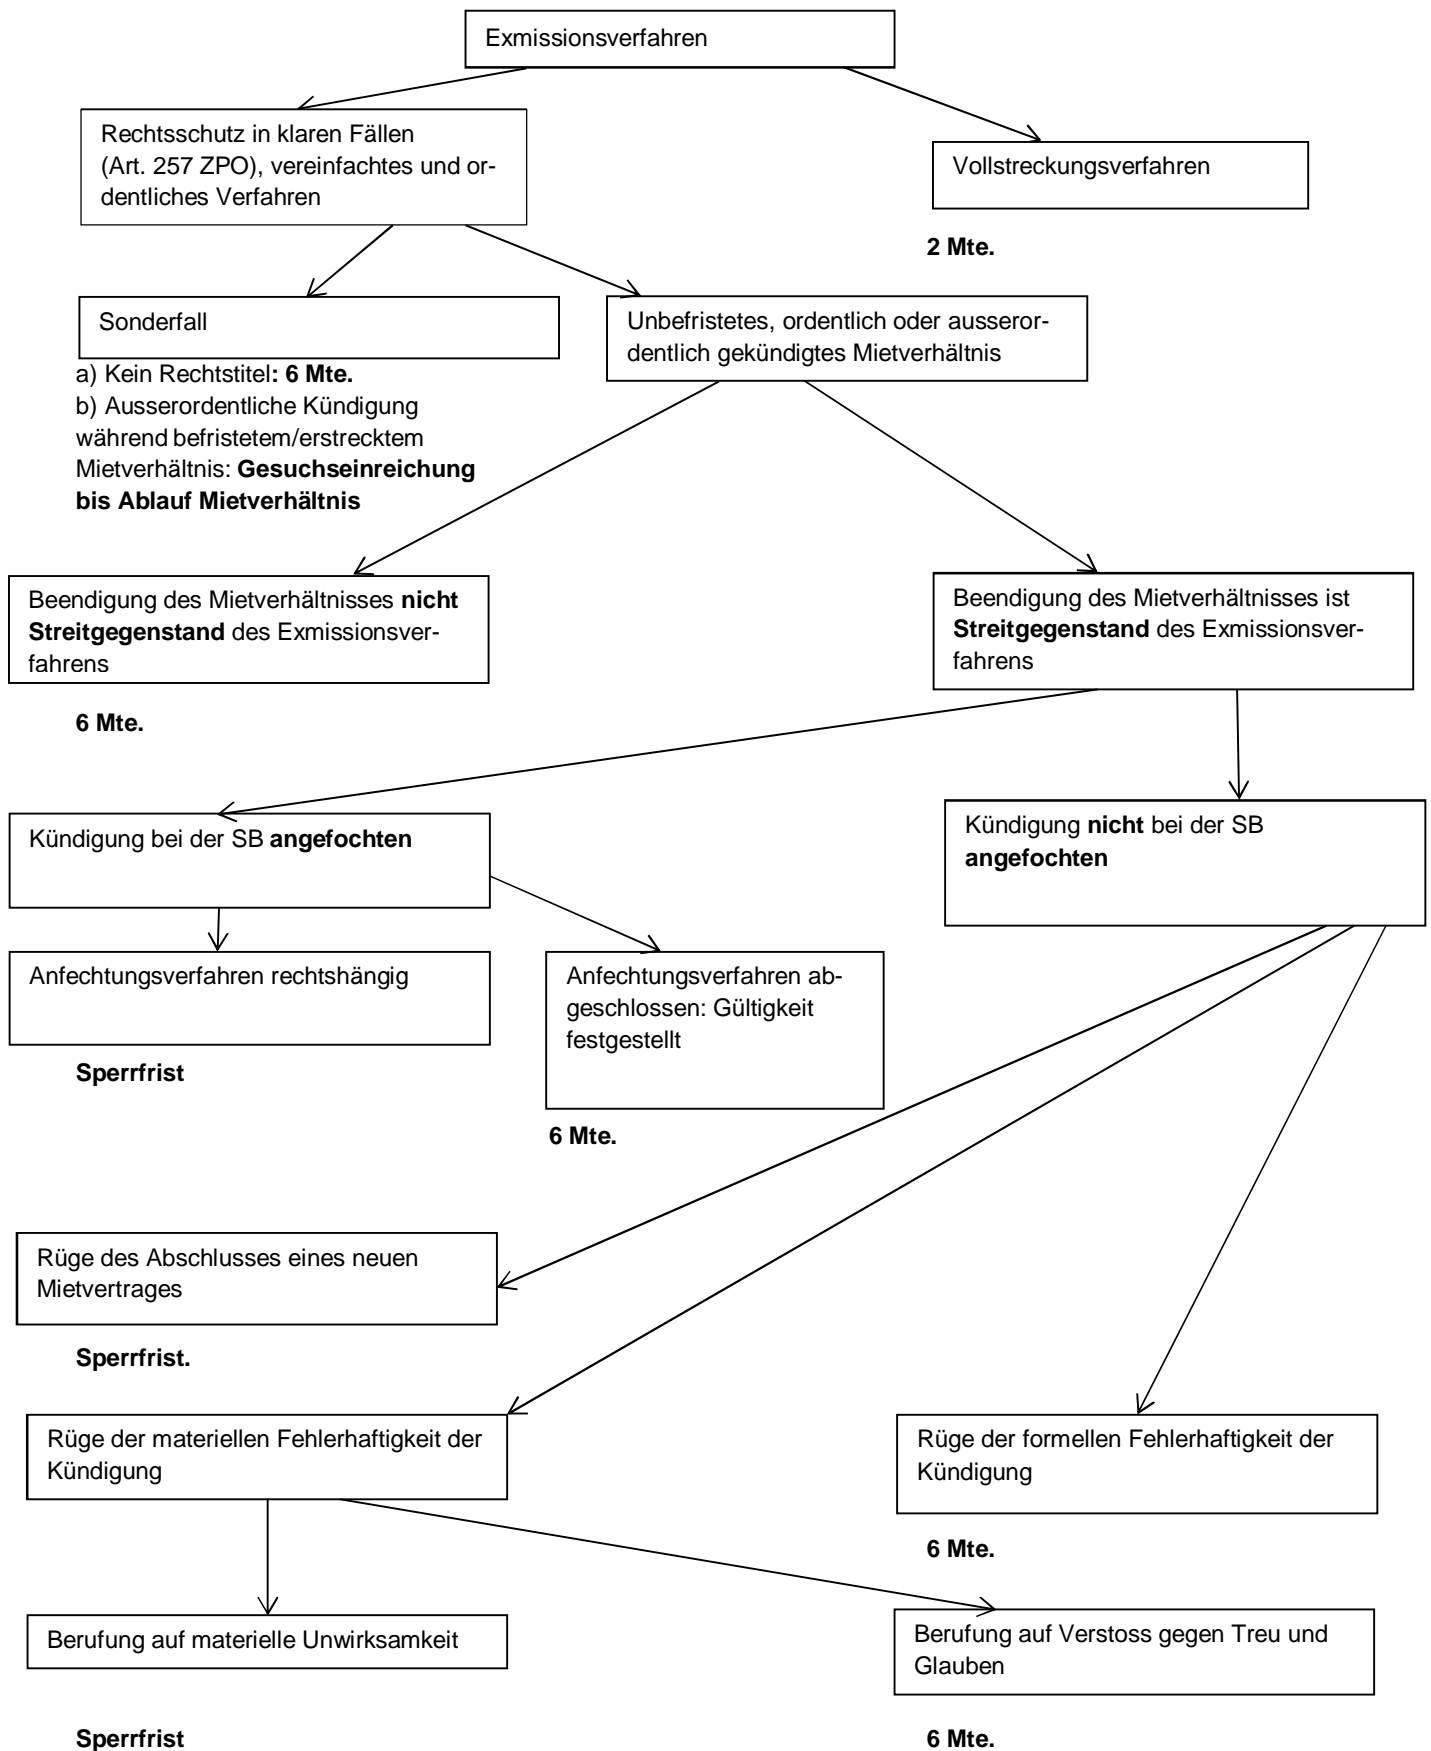 Exmissionsverfahren
Rechtsschutz in klaren Fällen
(Art. 257 ZPO), vereinfachtes und or-
dentliches Verfahren
Vollstreckungsverfahren
2 Mte.
Sonderfall
Unbefristetes, ordentlich oder ausseror-
dentlich gekündigtes Mietverhältnis
a) Kein Rechtstitel: 6 Mte.
b) Ausserordentliche Kündigung
während befristetem/erstrecktem
Mietverhältnis: Gesuchseinreichung
bis Ablauf Mietverhältnis
Beendigung des Mietverhältnisses nicht
Streitgegenstand des Exmissionsver-
fahrens
6 Mte.
Beendigung des Mietverhältnisses ist
Streitgegenstand des Exmissionsver-
fahrens
Kündigung bei der SB angefochten
Kündigung nicht bei der SB
angefochten
Anfechtungsverfahren rechtshängig
Sperrfrist
Anfechtungsverfahren ab-
geschlossen: Gültigkeit
festgestellt
6 Mte.
Rüge des Abschlusses eines neuen
Mietvertrages
Sperrfrist.
Rüge der materiellen Fehlerhaftigkeit der
Kündigung
Rüge der formellen Fehlerhaftigkeit der
Kündigung
6 Mte.
Berufung auf materielle Unwirksamkeit
Berufung auf Verstoss gegen Treu und
Glauben
Sperrfrist
6 Mte.